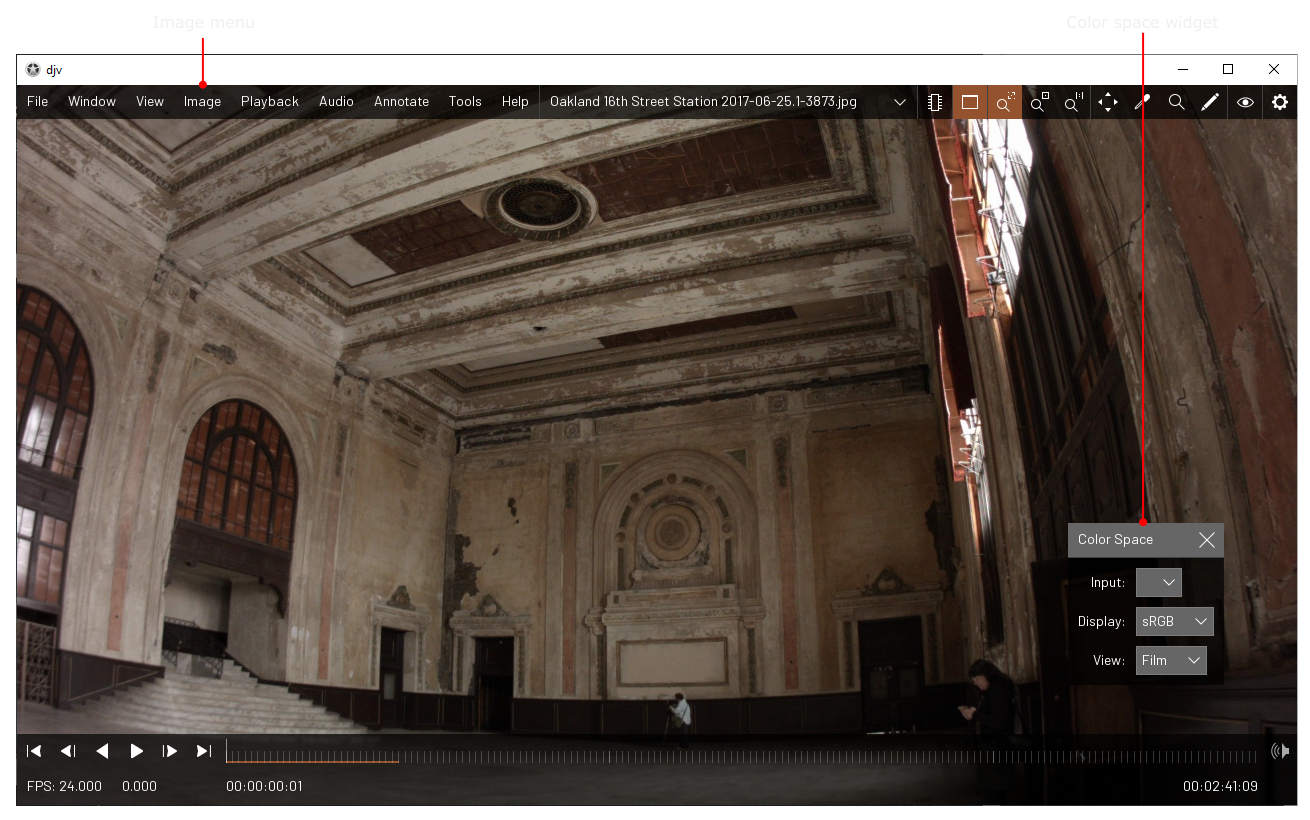 Image menu Color space widget
djv
File Window View Image Playback Audio Annotate Tools Help Oakland 16th Street Station 2017-06-25.1-3873.jpg
Color Space
Input:
Display: sRGB
View: Film
FPS: 24.000 0.000 00:00:00:01 00:02:41:09